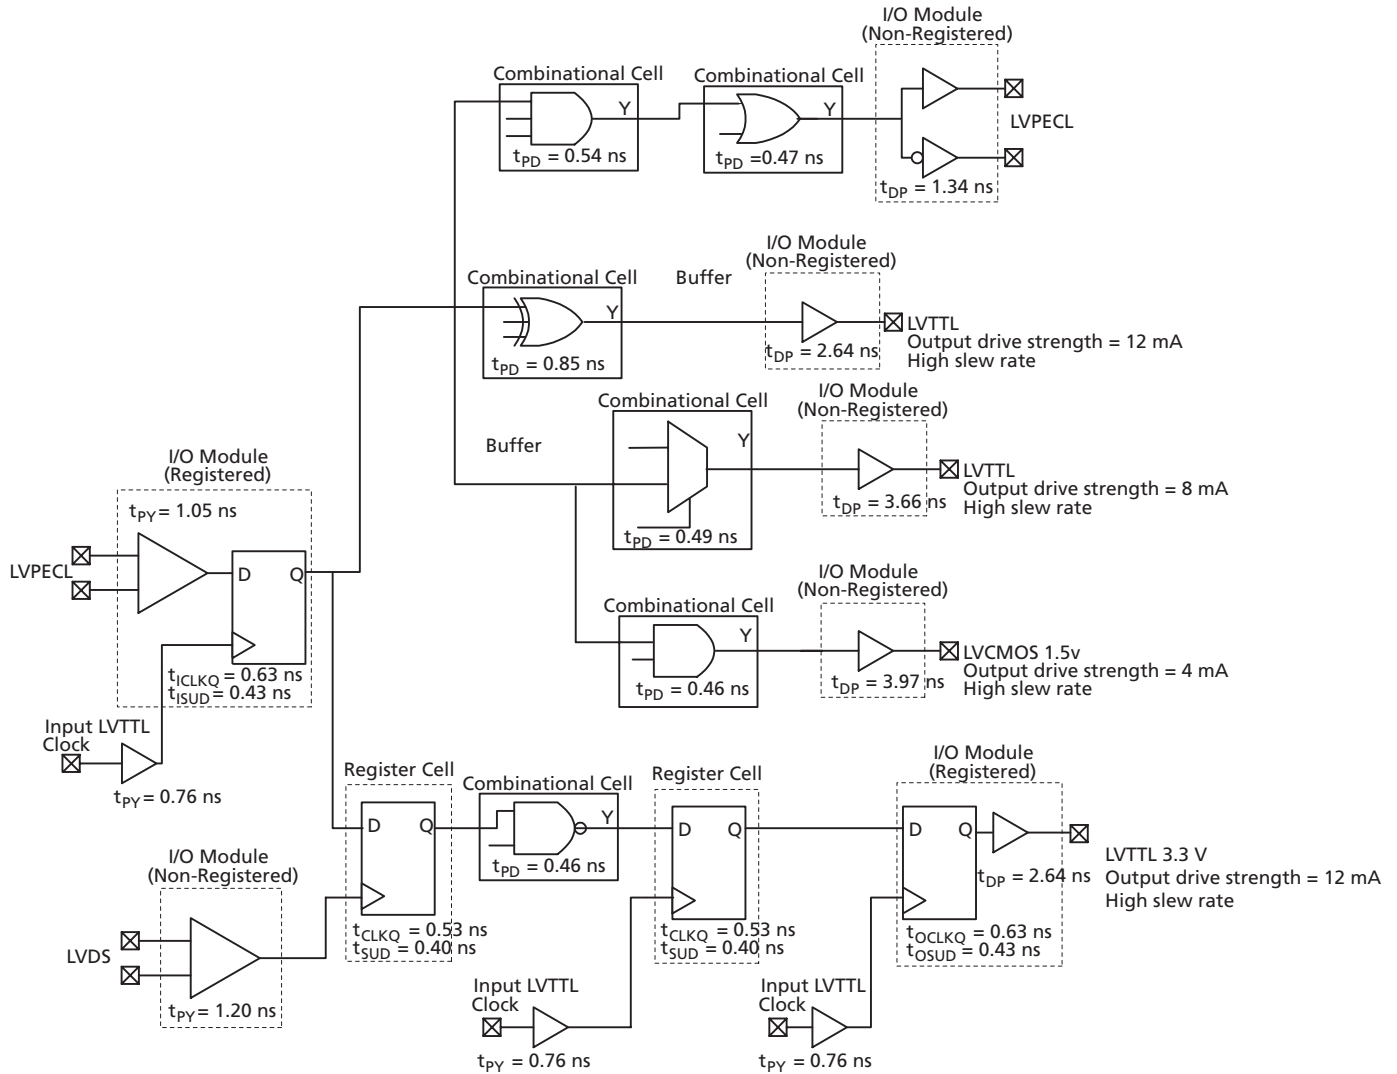 I/O Module
(Non-Registered)
Combinational Cell
Y
tPD = 0.54 ns
Combinational Cell
Y
tPD =0.47 ns
LVPECL
tDP = 1.34 ns
I/O Module
(Non-Registered)
Combinational Cell
Y
tPD = 0.85 ns
Buffer
tDP = 2.64 ns
LVTTL
Output drive strength = 12 mA
High slew rate
I/O Module
(Non-Registered)
Combinational Cell
Y
Buffer
tPD = 0.49 ns
tDP = 3.66 ns
LVTTL
Output drive strength = 8 mA
High slew rate
I/O Module
(Registered)
tPY = 1.05 ns
LVPECL
D
Q
tICLKQ = 0.63 ns
tISUD = 0.43 ns
Input LVTTL
Clock
tPY = 0.76 ns
I/O Module
(Non-Registered)
Combinational Cell
Y
tPD = 0.46 ns
tDP = 3.97 ns
LVCMOS 1.5v
Output drive strength = 4 mA
High slew rate
Register Cell
D
Q
tCLKQ = 0.53 ns
tSUD = 0.40 ns
Combinational Cell
Y
tPD = 0.46 ns
Register Cell
D
Q
tCLKQ = 0.53 ns
tSUD = 0.40 ns
I/O Module
(Registered)
D
Q
tDP = 2.64 ns
tOCLKQ = 0.63 ns
tOSUD = 0.43 ns
LVTTL 3.3 V
Output drive strength = 12 mA
High slew rate
I/O Module
(Non-Registered)
LVDS
tPY = 1.20 ns
Input LVTTL
Clock
tPY = 0.76 ns
Input LVTTL
Clock
tPY = 0.76 ns